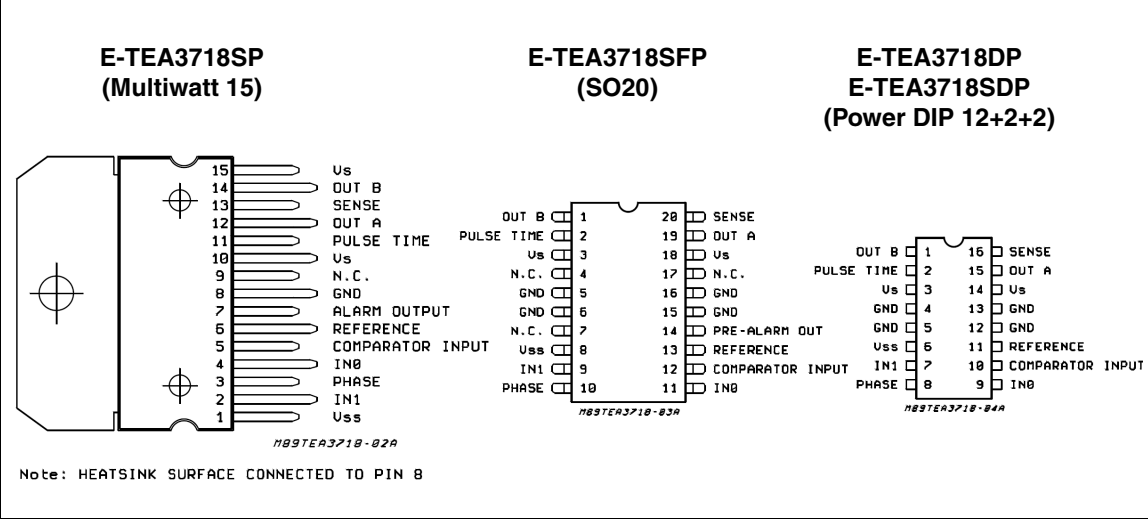 E-TEA3718SP
(Multiwatt 15)
15 Vs
14 OUT B
13 SENSE
12 OUT A
11 PULSE TIME
10 Vs
9 N.C.
8 GND
7 ALARM OUTPUT
6 REFERENCE
5 COMPARATOR INPUT
4 IN0
3 PHASE
2 IN1
1 Vss
M89TEA3718-02A
Note: HEATSINK SURFACE CONNECTED TO PIN 8
E-TEA3718SFP
(SO20)
OUT B 1 20 SENSE
PULSE TIME 2 19 OUT A
Vs 3 18 Vs
N.C. 4 17 N.C.
GND 5 16 GND
GND 6 15 GND
N.C. 7 14 PRE-ALARM OUT
Vss 8 13 REFERENCE
IN1 9 12 COMPARATOR INPUT
PHASE 10 11 IN0
M89TEA3718-03A
E-TEA3718DP
E-TEA3718SDP
(Power DIP 12+2+2)
OUT B 1 16 SENSE
PULSE TIME 2 15 OUT A
Vs 3 14 Vs
GND 4 13 GND
GND 5 12 GND
Vss 6 11 REFERENCE
IN1 7 10 COMPARATOR INPUT
PHASE 8 9 IN0
M89TEA3718-04A